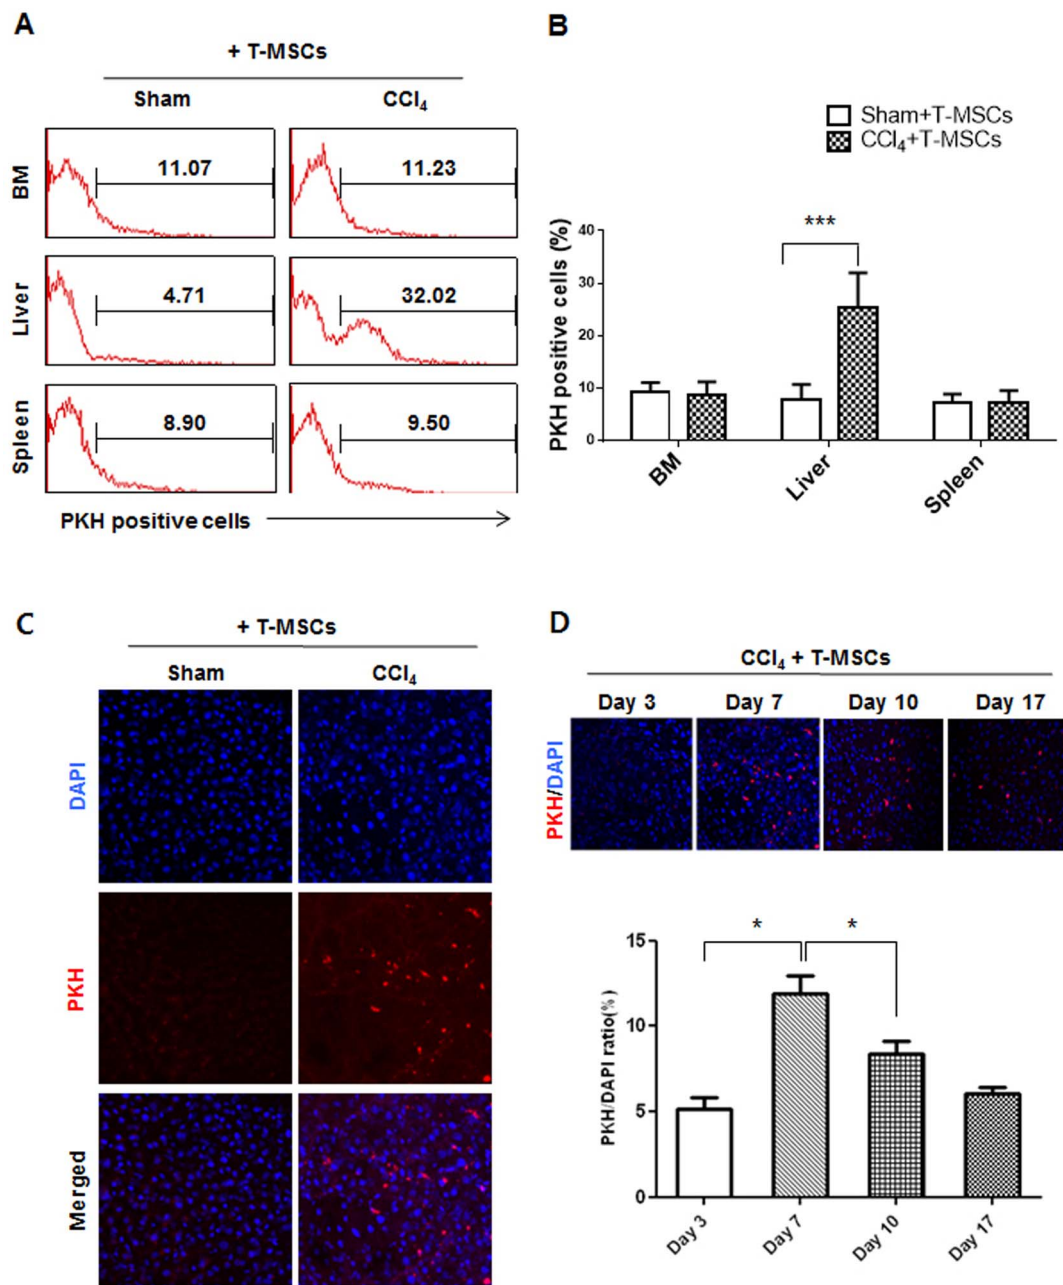 A
+ T-MSCs
Sham CCl₄
BM 11.07 11.23
Liver 4.71 32.02
Spleen 8.90 9.50
PKH positive cells
B
Sham+T-MSCs
CCl₄+T-MSCs
PKH positive cells (%)
40
30
20
10
0
***
BM Liver Spleen
C
+ T-MSCs
Sham CCl₄
DAPI
PKH
Merged
D
CCl₄ + T-MSCs
Day 3 Day 7 Day 10 Day 17
PKH/DAPI
PKH/DAPI ratio(%)
15
10
5
0
* *
Day 3 Day 7 Day 10 Day 17